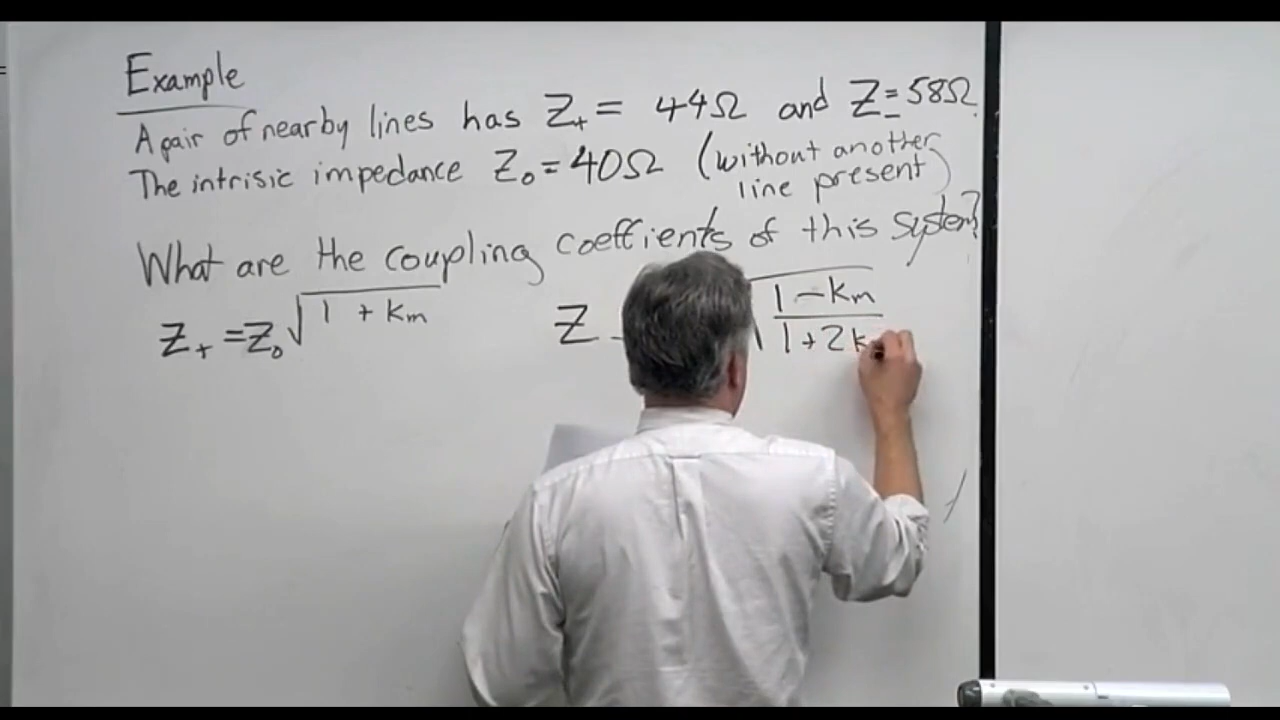 Example
A pair of nearby lines has Z₊ = 44Ω and Z₋ = 58Ω.
The intrisic impedance Z₀ = 40Ω (without another
line present)
What are the coupling coeffients of this system?
Z₊ = Z₀ √(1 + km) Z₋ √((1 - km)/(1 + 2k